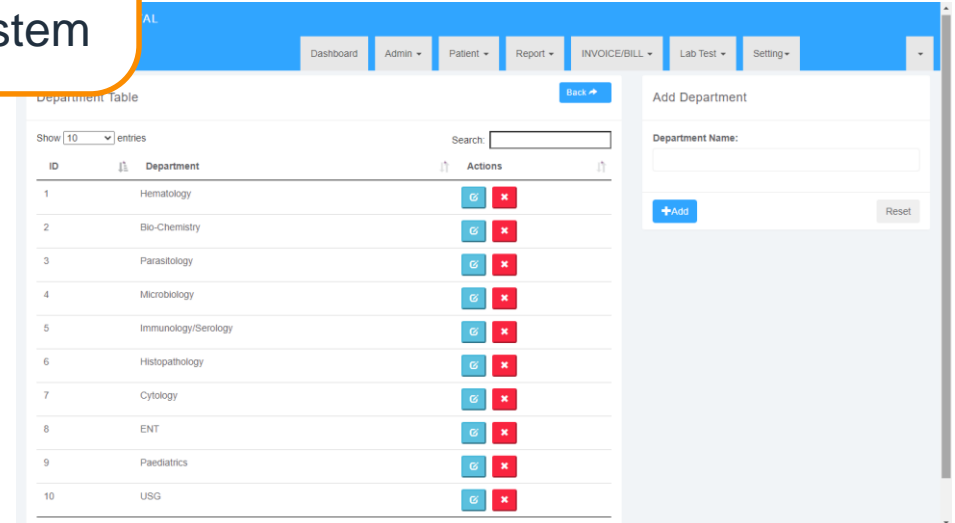 stem
AL
Dashboard Admin Patient Report INVOICE/BILL Lab Test Setting
Department Table Back
Show 10 entries Search:
ID Department Actions
1 Hematology
2 Bio-Chemistry
3 Parasitology
4 Microbiology
5 Immunology/Serology
6 Histopathology
7 Cytology
8 ENT
9 Paediatrics
10 USG
Add Department
Department Name:
+Add Reset